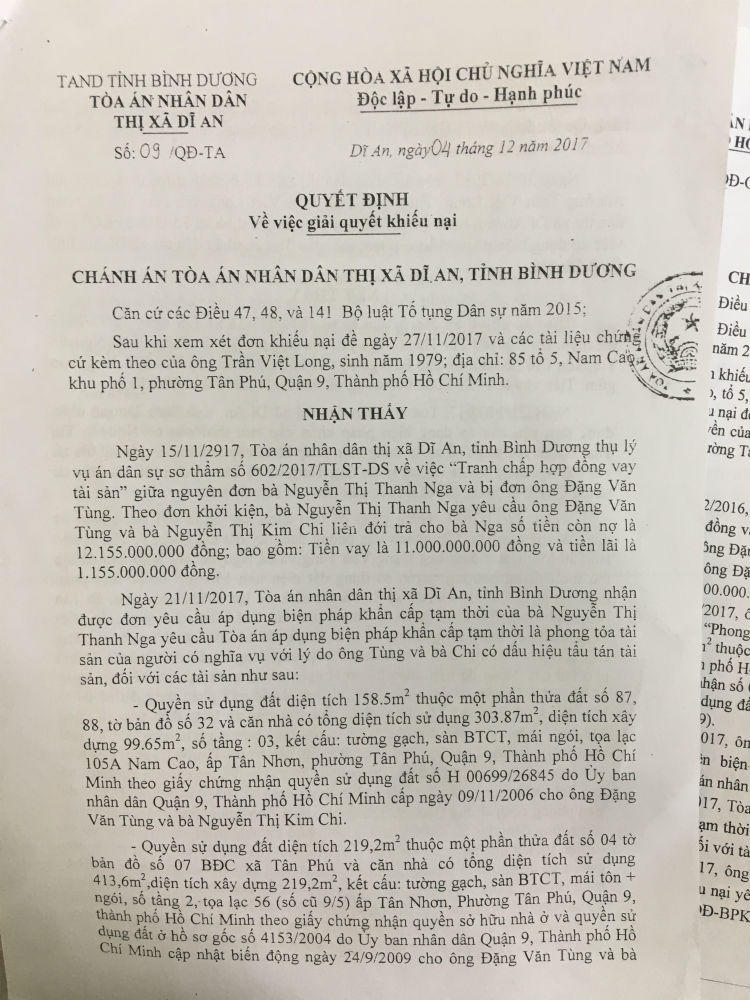 TAND TỈNH BÌNH DƯƠNG
TÒA ÁN NHÂN DÂN
THỊ XÃ DĨ AN
Số: 09 /QĐ-TA
CỘNG HÒA XÃ HỘI CHỦ NGHĨA VIỆT NAM
Độc lập - Tự do - Hạnh phúc
Dĩ An, ngày 04 tháng 12 năm 2017
QUYẾT ĐỊNH
Về việc giải quyết khiếu nại
CHÁNH ÁN TÒA ÁN NHÂN DÂN THỊ XÃ DĨ AN, TỈNH BÌNH DƯƠNG
Căn cứ các Điều 47, 48, và 141 Bộ luật Tố tụng Dân sự năm 2015;
Sau khi xem xét đơn khiếu nại đề ngày 27/11/2017 và các tài liệu chứng
cứ kèm theo của ông Trần Việt Long, sinh năm 1979; địa chỉ: 85 tổ 5, Nam Cao,
khu phố 1, phường Tân Phú, Quận 9, Thành phố Hồ Chí Minh.
NHẬN THẤY
Ngày 15/11/2917, Tòa án nhân dân thị xã Dĩ An, tỉnh Bình Dương thụ lý
vụ án dân sự sơ thẩm số 602/2017/TLST-DS về việc “Tranh chấp hợp đồng vay
tài sản” giữa nguyên đơn bà Nguyễn Thị Thanh Nga và bị đơn ông Đặng Văn
Tùng. Theo đơn khởi kiện, bà Nguyễn Thị Thanh Nga yêu cầu ông Đặng Văn
Tùng và bà Nguyễn Thị Kim Chi liên đới trả cho bà Nga số tiền còn nợ là
12.155.000.000 đồng; bao gồm: Tiền vay là 11.000.000.000 đồng và tiền lãi là
1.155.000.000 đồng.
Ngày 21/11/2017, Tòa án nhân dân thị xã Dĩ An, tỉnh Bình Dương nhận
được đơn yêu cầu áp dụng biện pháp khẩn cấp tạm thời của bà Nguyễn Thị
Thanh Nga yêu cầu Tòa án áp dụng biện pháp khẩn cấp tạm thời là phong tỏa tài
sản của người có nghĩa vụ với lý do ông Tùng và bà Chi có dấu hiệu tẩu tán tài
sản, đối với các tài sản như sau:
- Quyền sử dụng đất diện tích 158.5m² thuộc một phần thửa đất số 87,
88, tờ bản đồ số 32 và căn nhà có tổng diện tích sử dụng 303.87m², diện tích xây
dựng 99.65m², số tầng : 03, kết cấu: tường gạch, sàn BTCT, mái ngói, tọa lạc
105A Nam Cao, ấp Tân Nhơn, phường Tân Phú, Quận 9, Thành phố Hồ Chí
Minh theo giấy chứng nhận quyền sử dụng đất số H 00699/26845 do Ủy ban
nhân dân Quận 9, Thành phố Hồ Chí Minh cấp ngày 09/11/2006 cho ông Đặng
Văn Tùng và bà Nguyễn Thị Kim Chi.
- Quyền sử dụng đất diện tích 219,2m² thuộc một phần thửa đất số 04 tờ
bản đồ số 07 BĐC xã Tân Phú và căn nhà có tổng diện tích sử dụng
413,6m²,diện tích xây dựng 219,2m², kết cấu: tường gạch, sàn BTCT, mái tôn +
ngói, số tầng 2, tọa lạc 56 (số cũ 9/5) ấp Tân Nhơn, Phường Tân Phú, Quận 9,
thành phố Hồ Chí Minh theo giấy chứng nhận quyền sở hữu nhà ở và quyền sử
dụng đất ở hồ sơ gốc số 4153/2004 do Ủy ban nhân dân Quận 9, Thành phố Hồ
Chí Minh cập nhật biến động ngày 24/9/2009 cho ông Đặng Văn Tùng và bà